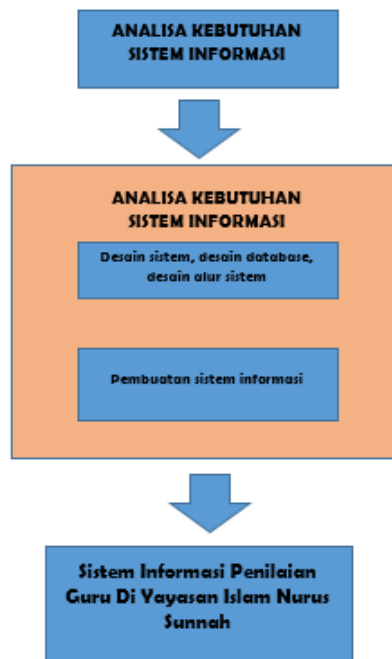 ANALISA KEBUTUHAN
SISTEM INFORMASI
ANALISA KEBUTUHAN
SISTEM INFORMASI
Desain sistem, desain database,
desain alur sistem
Pembuatan sistem informasi
Sistem Informasi Penilaian
Guru Di Yayasan Islam Nurus
Sunnah